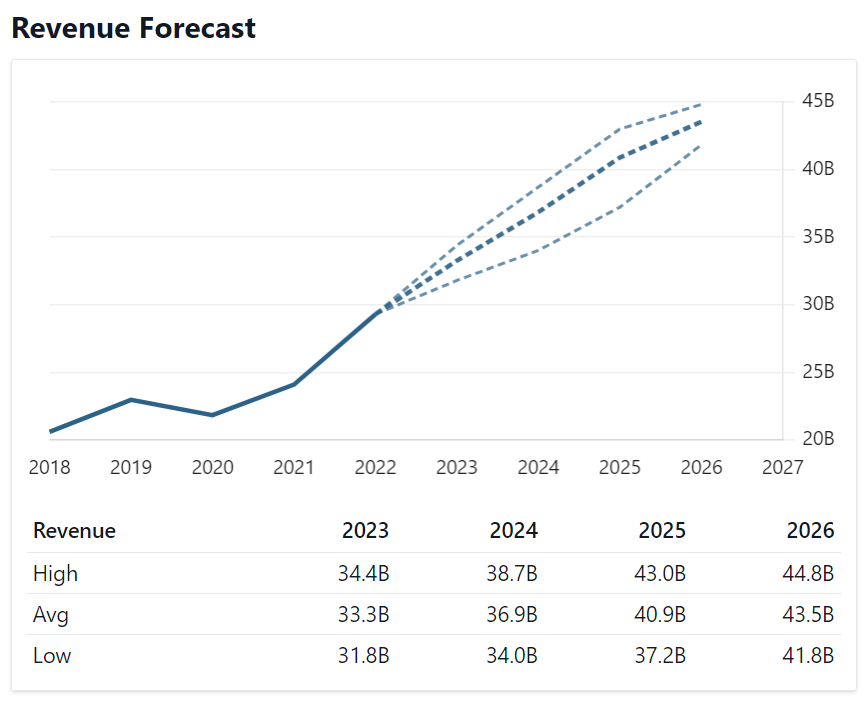 Revenue Forecast
45B
40B
35B
30B
25B
20B
2018 2019 2020 2021 2022 2023 2024 2025 2026 2027
Revenue 2023 2024 2025 2026
High 34.4B 38.7B 43.0B 44.8B
Avg 33.3B 36.9B 40.9B 43.5B
Low 31.8B 34.0B 37.2B 41.8B